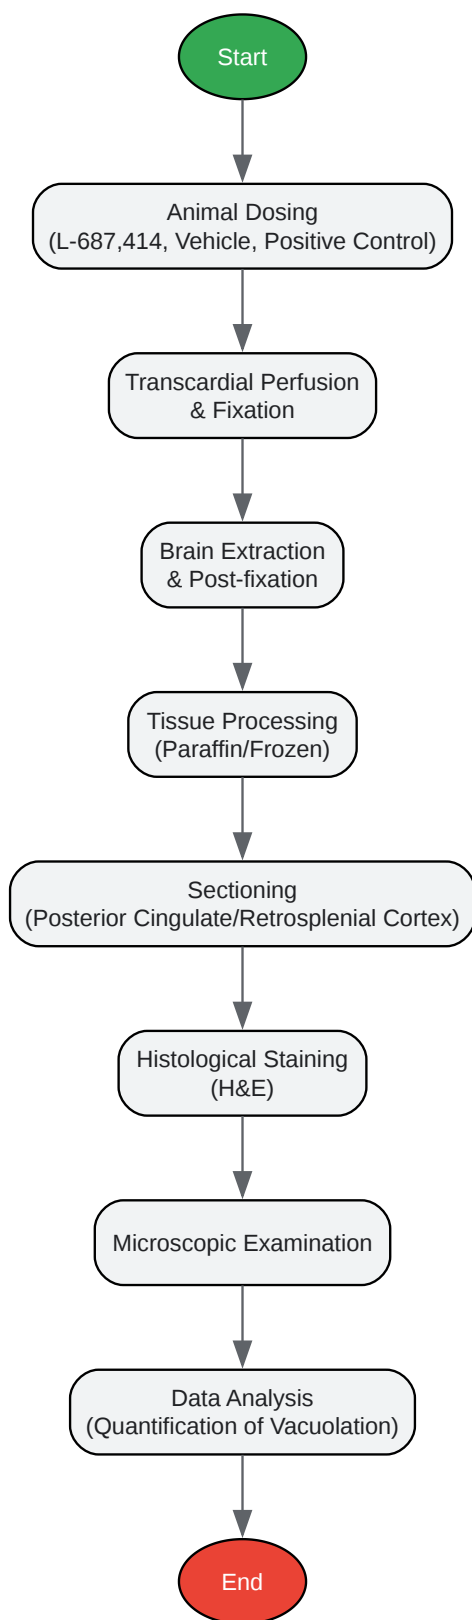 Start
Animal Dosing
(L-687,414, Vehicle, Positive Control)
Transcardial Perfusion
& Fixation
Brain Extraction
& Post-fixation
Tissue Processing
(Paraffin/Frozen)
Sectioning
(Posterior Cingulate/Retrosplenial Cortex)
Histological Staining
(H&E)
Microscopic Examination
Data Analysis
(Quantification of Vacuolation)
End